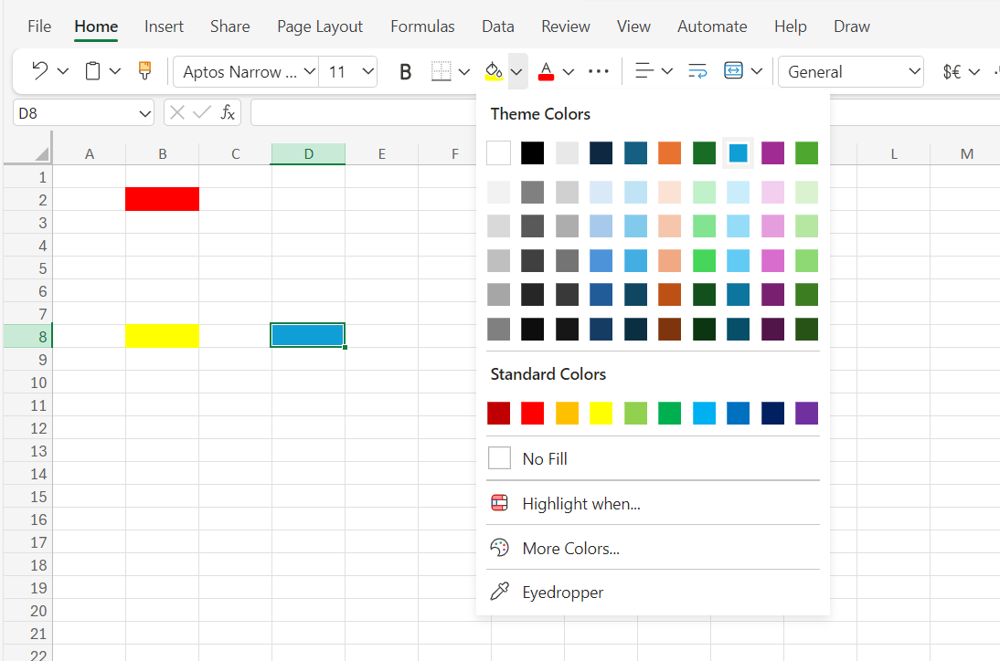 File Home Insert Share Page Layout Formulas Data Review View Automate Help Draw
Aptos Narrow ... 11 B A General $€
D8 fx
Theme Colors
A B C D E F L M
1
2
3
4
5
6
7
8
9
10
11
12
13
14
15
16
17
18
19
20
21
22
Standard Colors
No Fill
Highlight when...
More Colors...
Eyedropper